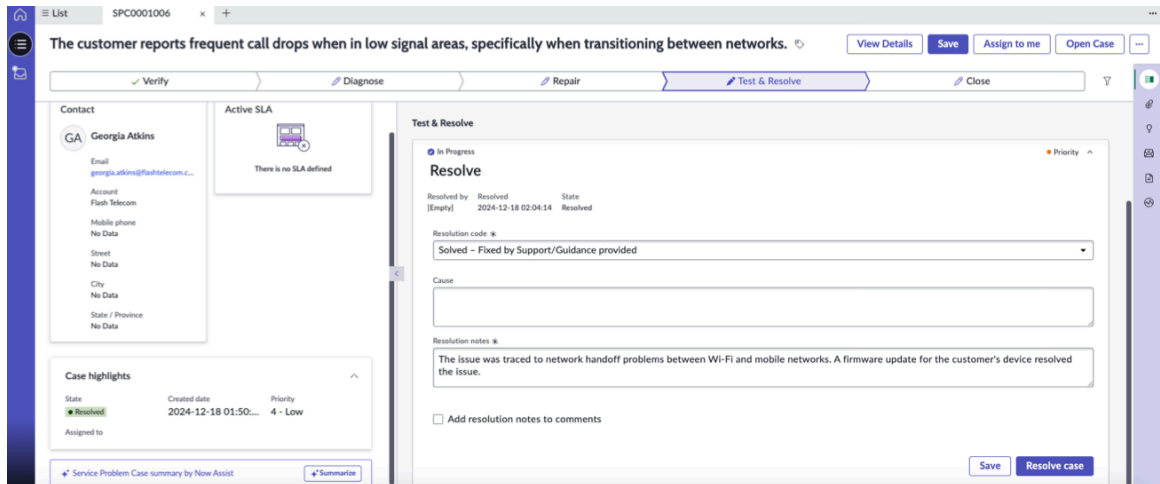 List
SPC0001006
The customer reports frequent call drops when in low signal areas, specifically when transitioning between networks.
View Details
Save
Assign to me
Open Case
Verify
Diagnose
Repair
Test & Resolve
Close
Contact
GA
Georgia Atkins
Email
georgia.atkins@flashtelecom.c...
Account
Flash Telecom
Mobile phone
No Data
Street
No Data
City
No Data
State / Province
No Data
Active SLA
There is no SLA defined
Case highlights
State
Created date
Priority
Resolved
2024-12-18 01:50:...
4 - Low
Assigned to
Service Problem Case summary by Now Assist
Summarize
Test & Resolve
In Progress
Priority
Resolve
Resolved by
Resolved
State
[Empty]
2024-12-18 02:04:14
Resolved
Resolution code *
Solved – Fixed by Support/Guidance provided
Cause
Resolution notes *
The issue was traced to network handoff problems between Wi-Fi and mobile networks. A firmware update for the customer's device resolved
the issue.
Add resolution notes to comments
Save
Resolve case